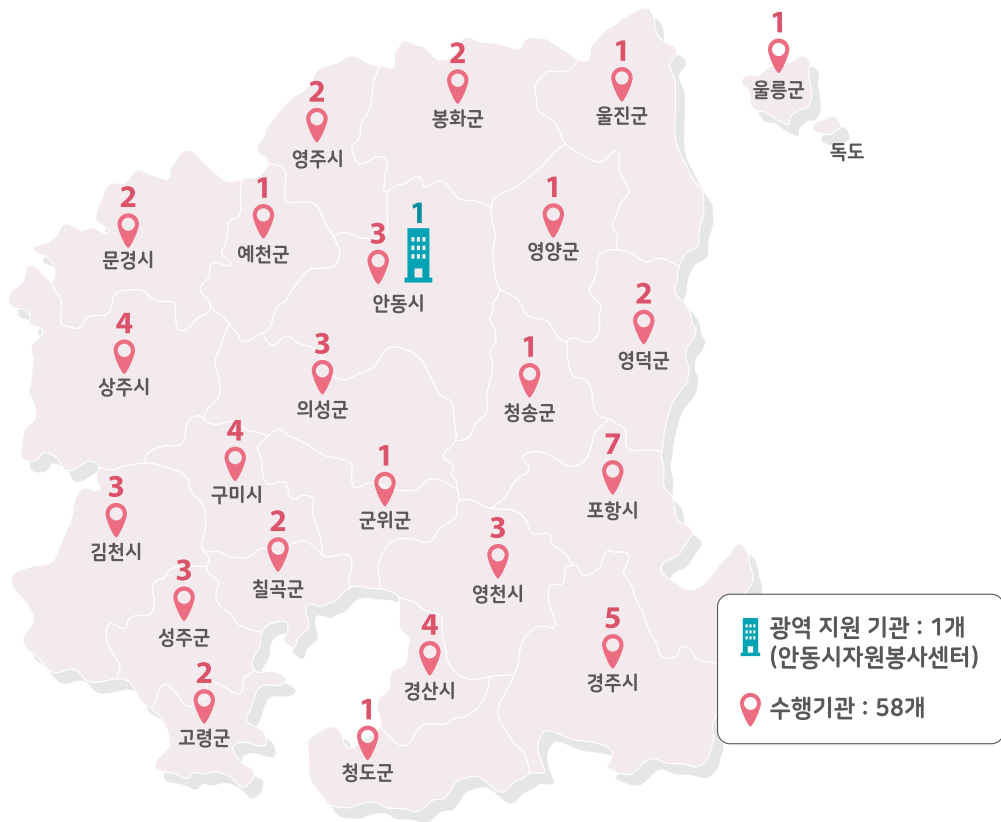 1
울릉군
독도
2
봉화군
1
울진군
2
영주시
2
문경시
1
예천군
3
1
안동시
1
영양군
2
영덕군
4
상주시
3
의성군
1
청송군
4
구미시
1
군위군
7
포항시
3
김천시
2
칠곡군
3
영천시
3
성주군
4
경산시
5
경주시
2
고령군
1
청도군
광역 지원 기관 : 1개
(안동시자원봉사센터)
수행기관 : 58개